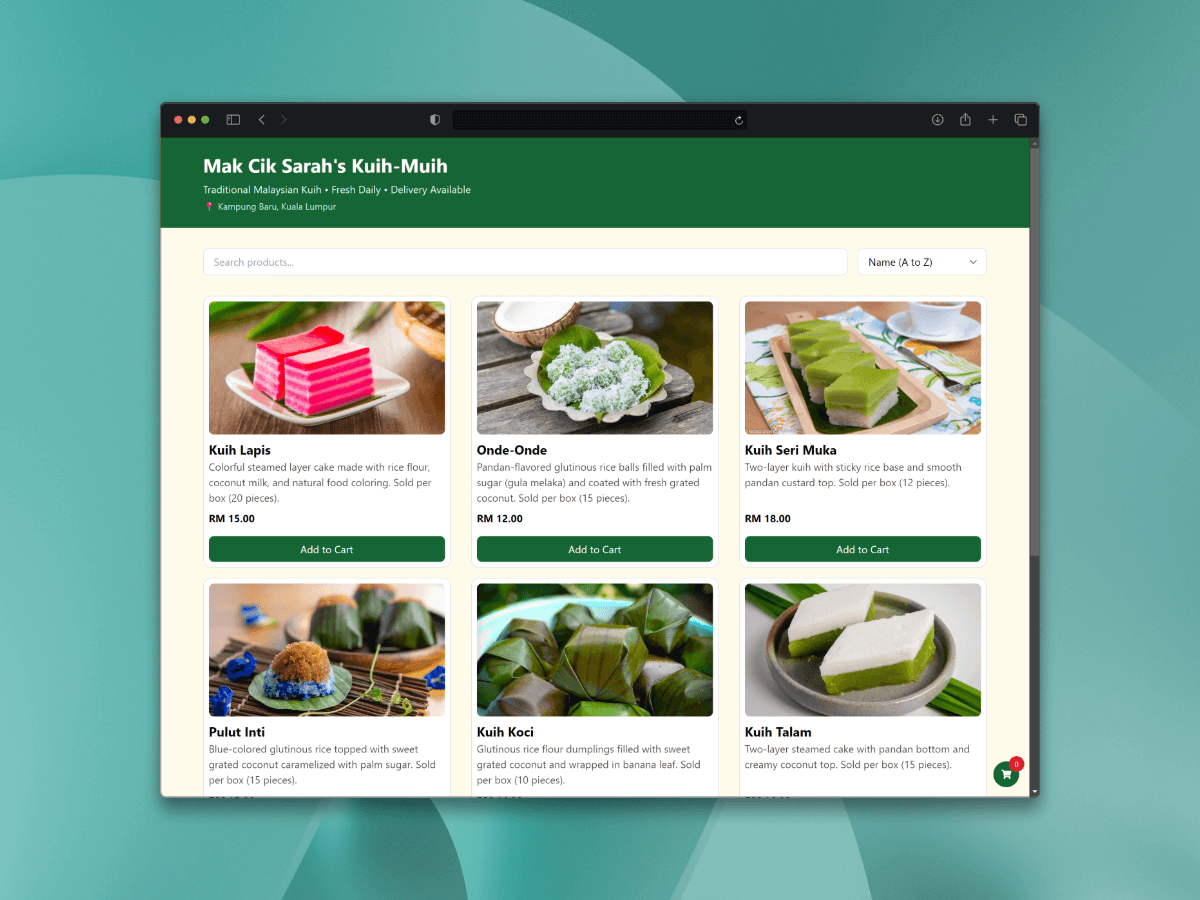 Mak Cik Sarah's Kuih-Muih
Traditional Malaysian Kuih • Fresh Daily • Delivery Available
📍 Kampung Baru, Kuala Lumpur
Search products...
Name (A to Z)
Kuih Lapis
Colorful steamed layer cake made with rice flour,
coconut milk, and natural food coloring. Sold per
box (20 pieces).
RM 15.00
Add to Cart
Onde-Onde
Pandan-flavored glutinous rice balls filled with palm
sugar (gula melaka) and coated with fresh grated
coconut. Sold per box (15 pieces).
RM 12.00
Add to Cart
Kuih Seri Muka
Two-layer kuih with sticky rice base and smooth
pandan custard top. Sold per box (12 pieces).
RM 18.00
Add to Cart
Pulut Inti
Blue-colored glutinous rice topped with sweet
grated coconut caramelized with palm sugar. Sold
per box (15 pieces).
Kuih Koci
Glutinous rice flour dumplings filled with sweet
grated coconut and wrapped in banana leaf. Sold
per box (10 pieces).
Kuih Talam
Two-layer steamed cake with pandan bottom and
creamy coconut top. Sold per box (15 pieces).
0